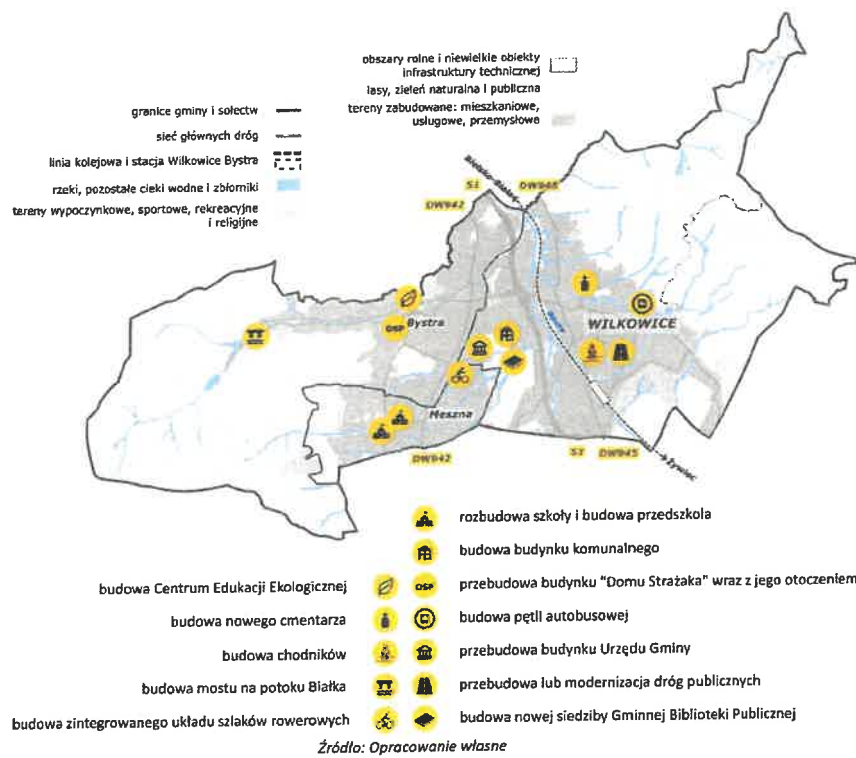 obszary rolne i niewielkie obiekty
infrastruktury technicznej
lasy, zieleń naturalna i publiczna
tereny zabudowane: mieszkaniowe,
usługowe, przemysłowe
granice gminy i sołectw
sieć głównych dróg
linia kolejowa i stacja Wilkowice Bystra
rzeki, pozostałe cieki wodne i zbiorniki
tereny wypoczynkowe, sportowe, rekreacyjne
i religijne
Bielsko-Biała
S1
DW948
DW942
Bystra
OSP
WILKOWICE
Meszna
DW942
S1
DW945
Żywiec
rozbudowa szkoły i budowa przedszkola
budowa budynku komunalnego
budowa Centrum Edukacji Ekologicznej
OSP
przebudowa budynku "Domu Strażaka" wraz z jego otoczeniem
budowa nowego cmentarza
budowa pętli autobusowej
budowa chodników
przebudowa budynku Urzędu Gminy
budowa mostu na potoku Białka
przebudowa lub modernizacja dróg publicznych
budowa zintegrowanego układu szlaków rowerowych
budowa nowej siedziby Gminnej Biblioteki Publicznej
Źródło: Opracowanie własne